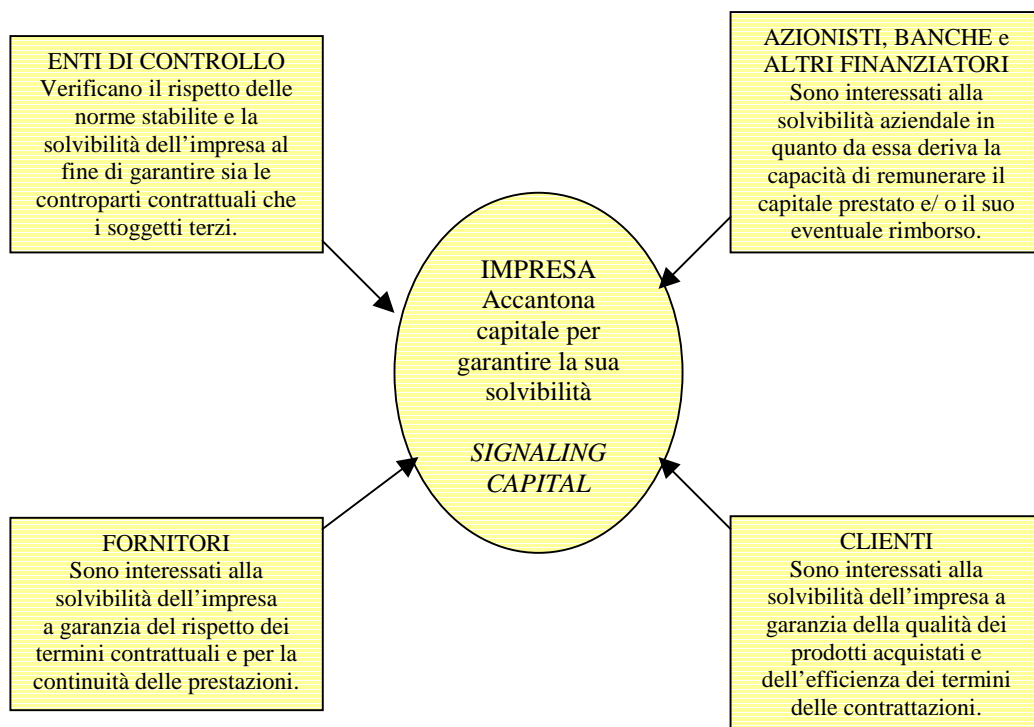 ENTI DI CONTROLLO
Verificano il rispetto delle
norme stabilite e la
solvibilità dell’impresa al
fine di garantire sia le
controparti contrattuali che
i soggetti terzi.
AZIONISTI, BANCHE e
ALTRI FINANZIATORI
Sono interessati alla
solvibilità aziendale in
quanto da essa deriva la
capacità di remunerare il
capitale prestato e/ o il suo
eventuale rimborso.
IMPRESA
Accantona
capitale per
garantire la sua
solvibilità
SIGNALING
CAPITAL
FORNITORI
Sono interessati alla
solvibilità dell’impresa
a garanzia del rispetto dei
termini contrattuali e per la
continuità delle prestazioni.
CLIENTI
Sono interessati alla
solvibilità dell’impresa a
garanzia della qualità dei
prodotti acquistati e
dell’efficienza dei termini
delle contrattazioni.